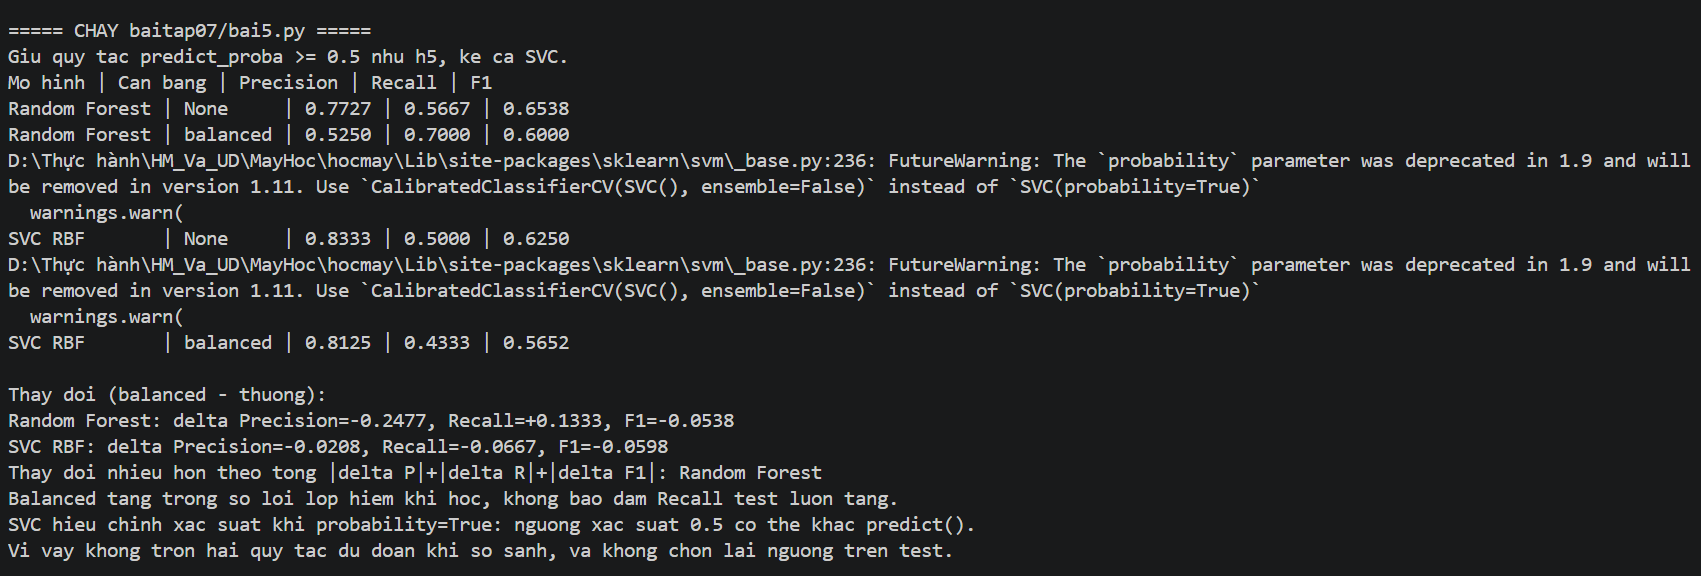 ===== CHAY baitap07/bai5.py =====
Giu quy tac predict_proba >= 0.5 nhu h5, ke ca SVC.
Mo hinh | Can bang | Precision | Recall | F1
Random Forest | None     | 0.7727 | 0.5667 | 0.6538
Random Forest | balanced | 0.5250 | 0.7000 | 0.6000
D:\Thực hành\HM_Va_UD\MayHoc\hocmay\Lib\site-packages\sklearn\svm\_base.py:236: FutureWarning: The `probability` parameter was deprecated in 1.9 and will
be removed in version 1.11. Use `CalibratedClassifierCV(SVC(), ensemble=False)` instead of `SVC(probability=True)`
  warnings.warn(
SVC RBF       | None     | 0.8333 | 0.5000 | 0.6250
D:\Thực hành\HM_Va_UD\MayHoc\hocmay\Lib\site-packages\sklearn\svm\_base.py:236: FutureWarning: The `probability` parameter was deprecated in 1.9 and will
be removed in version 1.11. Use `CalibratedClassifierCV(SVC(), ensemble=False)` instead of `SVC(probability=True)`
  warnings.warn(
SVC RBF       | balanced | 0.8125 | 0.4333 | 0.5652
Thay doi (balanced - thuong):
Random Forest: delta Precision=-0.2477, Recall=+0.1333, F1=-0.0538
SVC RBF: delta Precision=-0.0208, Recall=-0.0667, F1=-0.0598
Thay doi nhieu hon theo tong |delta P|+|delta R|+|delta F1|: Random Forest
Balanced tang trong so loi lop hiem khi hoc, khong bao dam Recall test luon tang.
SVC hieu chinh xac suat khi probability=True: nguong xac suat 0.5 co the khac predict().
Vi vay khong tron hai quy tac du doan khi so sanh, va khong chon lai nguong tren test.